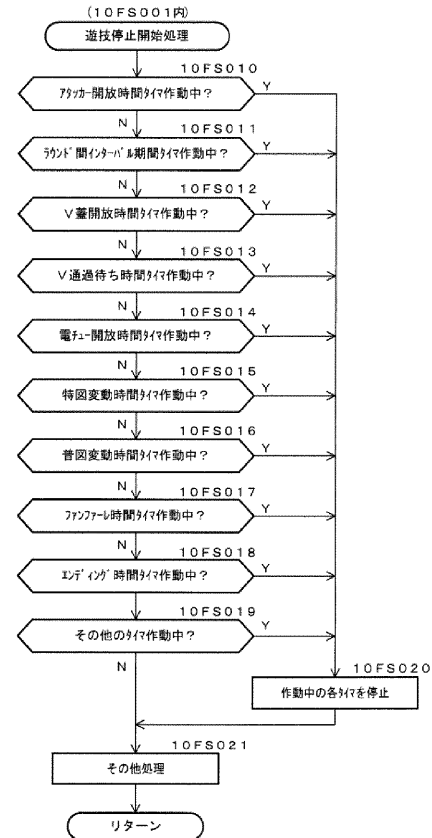 (10FS001内)
遊技停止開始処理
10FS010
ｱﾀｯｶｰ開放時間ﾀｲﾏ作動中？
Y
N
10FS011
ﾗｳﾝﾄﾞ間ｲﾝﾀｰﾊﾞﾙ期間ﾀｲﾏ作動中？
Y
N
10FS012
V蓋開放時間ﾀｲﾏ作動中？
Y
N
10FS013
V通過待ち時間ﾀｲﾏ作動中？
Y
N
10FS014
電ﾁｭｰ開放時間ﾀｲﾏ作動中？
Y
N
10FS015
特図変動時間ﾀｲﾏ作動中？
Y
N
10FS016
普図変動時間ﾀｲﾏ作動中？
Y
N
10FS017
ﾌｧﾝﾌｧｰﾚ時間ﾀｲﾏ作動中？
Y
N
10FS018
ｴﾝﾃﾞｨﾝｸﾞ時間ﾀｲﾏ作動中？
Y
10FS019
その他のﾀｲﾏ作動中？
Y
N
10FS020
作動中の各ﾀｲﾏを停止
10FS021
その他処理
リターン